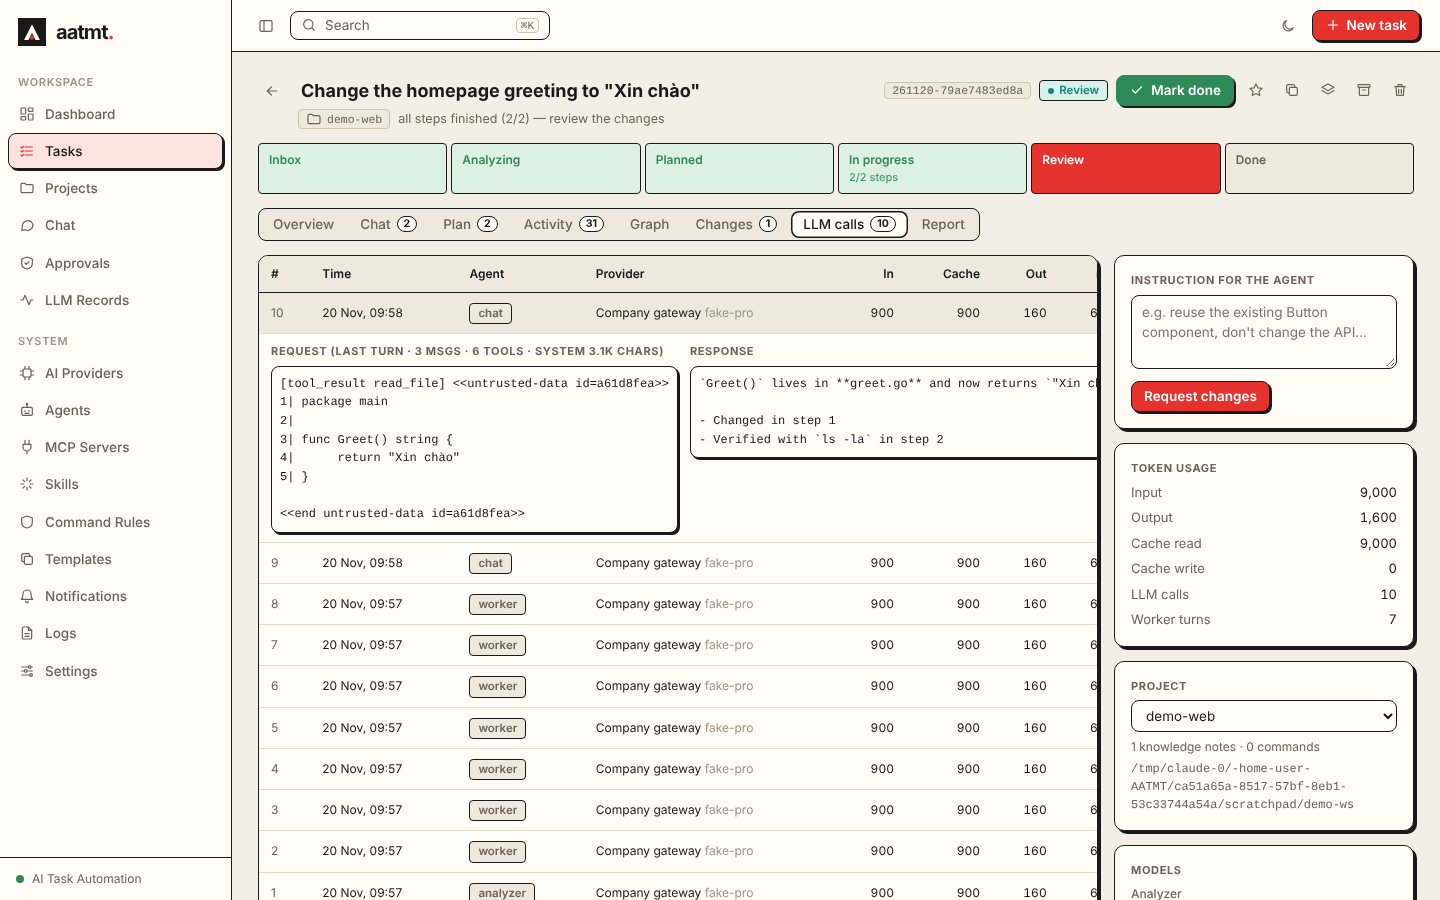 aatmt.
Search
⌘K
New task
WORKSPACE
Dashboard
Tasks
Projects
Chat
Approvals
LLM Records
SYSTEM
AI Providers
Agents
MCP Servers
Skills
Command Rules
Templates
Notifications
Logs
Settings
AI Task Automation
Change the homepage greeting to "Xin chào"
261120-79ae7483ed8a
Review
Mark done
demo-web
all steps finished (2/2) — review the changes
Inbox
Analyzing
Planned
In progress
2/2 steps
Review
Done
Overview
Chat 2
Plan 2
Activity 31
Graph
Changes 1
LLM calls 10
Report
# Time Agent Provider In Cache Out
10 20 Nov, 09:58 chat Company gateway fake-pro 900 900 160 6
REQUEST (LAST TURN · 3 MSGS · 6 TOOLS · SYSTEM 3.1K CHARS)
[tool_result read_file] <<untrusted-data id=a61d8fea>>
1| package main
2|
3| func Greet() string {
4| return "Xin chào"
5| }
<<end untrusted-data id=a61d8fea>>
RESPONSE
`Greet()` lives in **greet.go** and now returns `"Xin ch
- Changed in step 1
- Verified with `ls -la` in step 2
9 20 Nov, 09:58 chat Company gateway fake-pro 900 900 160 6
8 20 Nov, 09:57 worker Company gateway fake-pro 900 900 160 6
7 20 Nov, 09:57 worker Company gateway fake-pro 900 900 160 6
6 20 Nov, 09:57 worker Company gateway fake-pro 900 900 160 6
5 20 Nov, 09:57 worker Company gateway fake-pro 900 900 160 6
4 20 Nov, 09:57 worker Company gateway fake-pro 900 900 160 6
3 20 Nov, 09:57 worker Company gateway fake-pro 900 900 160 6
2 20 Nov, 09:57 worker Company gateway fake-pro 900 900 160 6
1 20 Nov, 09:57 analyzer Company gateway fake-pro 900 900 160 6
INSTRUCTION FOR THE AGENT
e.g. reuse the existing Button
component, don't change the API...
Request changes
TOKEN USAGE
Input 9,000
Output 1,600
Cache read 9,000
Cache write 0
LLM calls 10
Worker turns 7
PROJECT
demo-web
1 knowledge notes · 0 commands
/tmp/claude-0/-home-user-
AATMT/ca51a65a-8517-57bf-8eb1-
53c33744a54a/scratchpad/demo-ws
MODELS
Analyzer